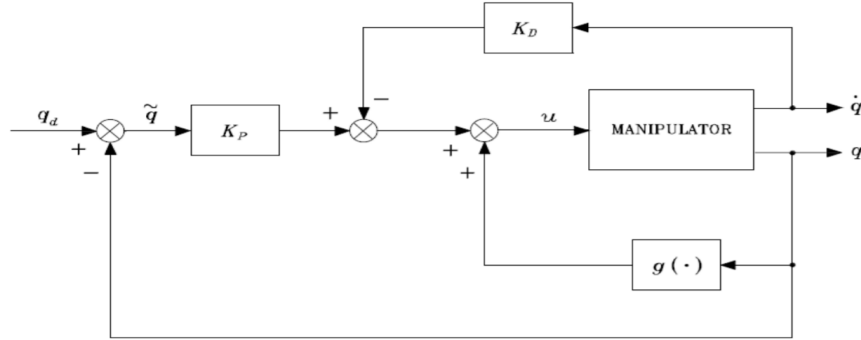 K_D
−
q_d
q̃
+
−
K_P
+
+
+
u
MANIPULATOR
q̇
q
g (·)